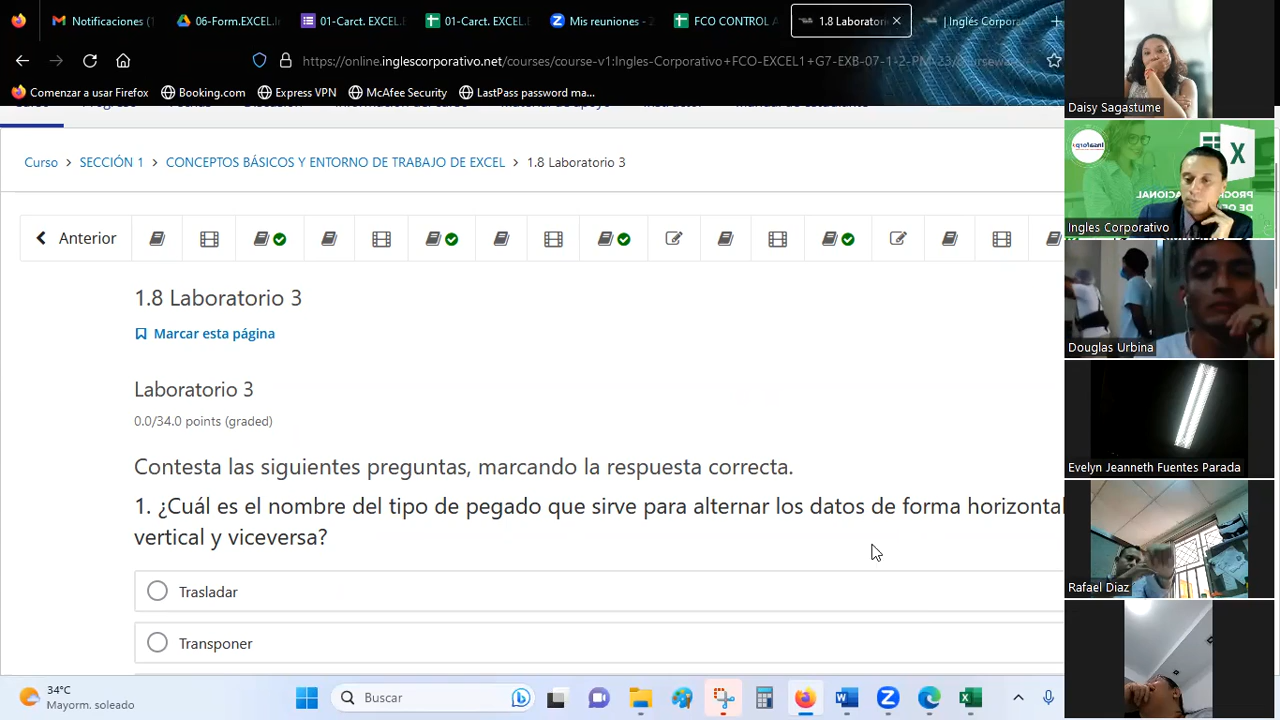 Notificaciones (1
06-Form.EXCEL.I
01-Carct. EXCEL.
01-Carct. EXCEL.
Mis reuniones - Z
FCO CONTROL A
1.8 Laboratori
| Inglés Corpora
https://online.inglescorporativo.net/courses/course-v1:Ingles-Corporativo+FCO-EXCEL1+G7-EXB-07-1-2-PM-23/coursewa
Comenzar a usar Firefox
Booking.com
Express VPN
McAfee Security
LastPass password ma...
Curso
SECCIÓN 1
CONCEPTOS BÁSICOS Y ENTORNO DE TRABAJO DE EXCEL
1.8 Laboratorio 3
Anterior
1.8 Laboratorio 3
Marcar esta página
Laboratorio 3
0.0/34.0 points (graded)
Contesta las siguientes preguntas, marcando la respuesta correcta.
1. ¿Cuál es el nombre del tipo de pegado que sirve para alternar los datos de forma horizontal
vertical y viceversa?
Trasladar
Transponer
34°C
Mayorm. soleado
Buscar
Daisy Sagastume
Insaforp
Ingles Corporativo
Douglas Urbina
Evelyn Jeanneth Fuentes Parada
Rafael Diaz